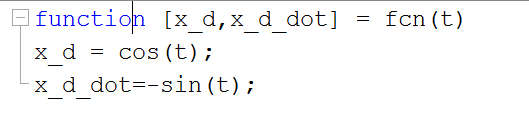 function [x_d,x_d_dot] = fcn(t)
x_d = cos(t);
x_d_dot=-sin(t);